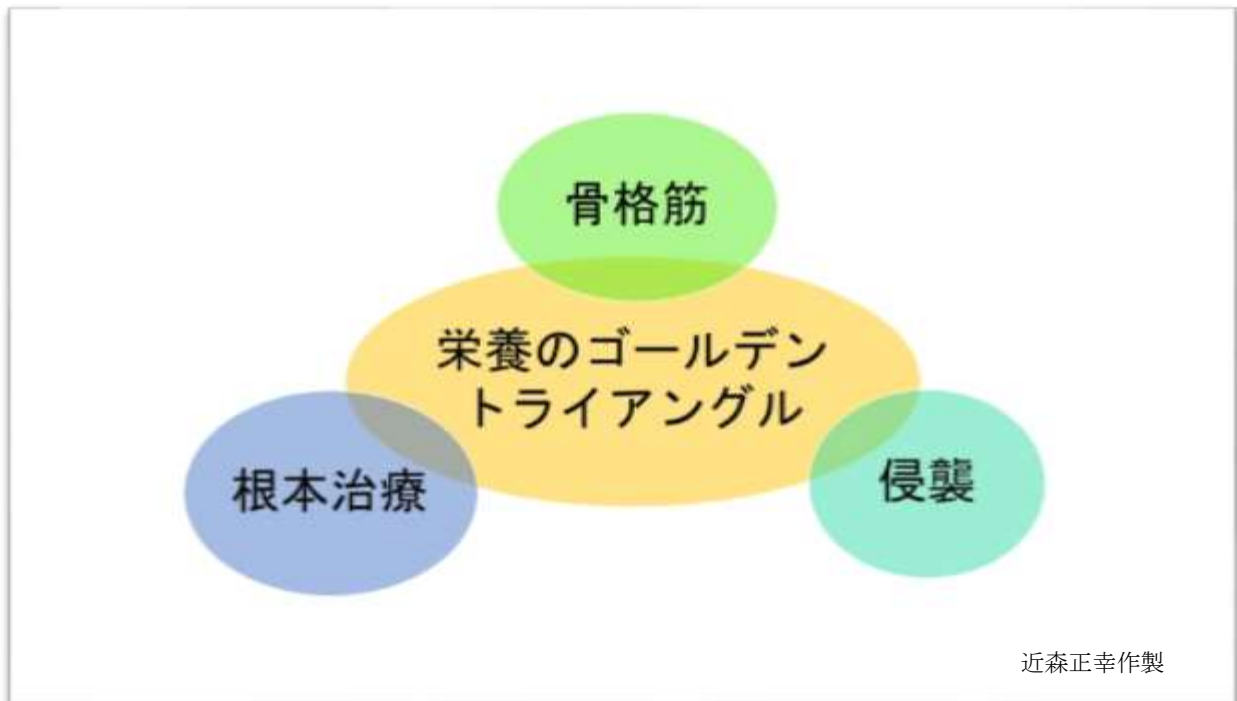 骨格筋
栄養のゴールデン
トライアングル
根本治療
侵襲
近森正幸作製